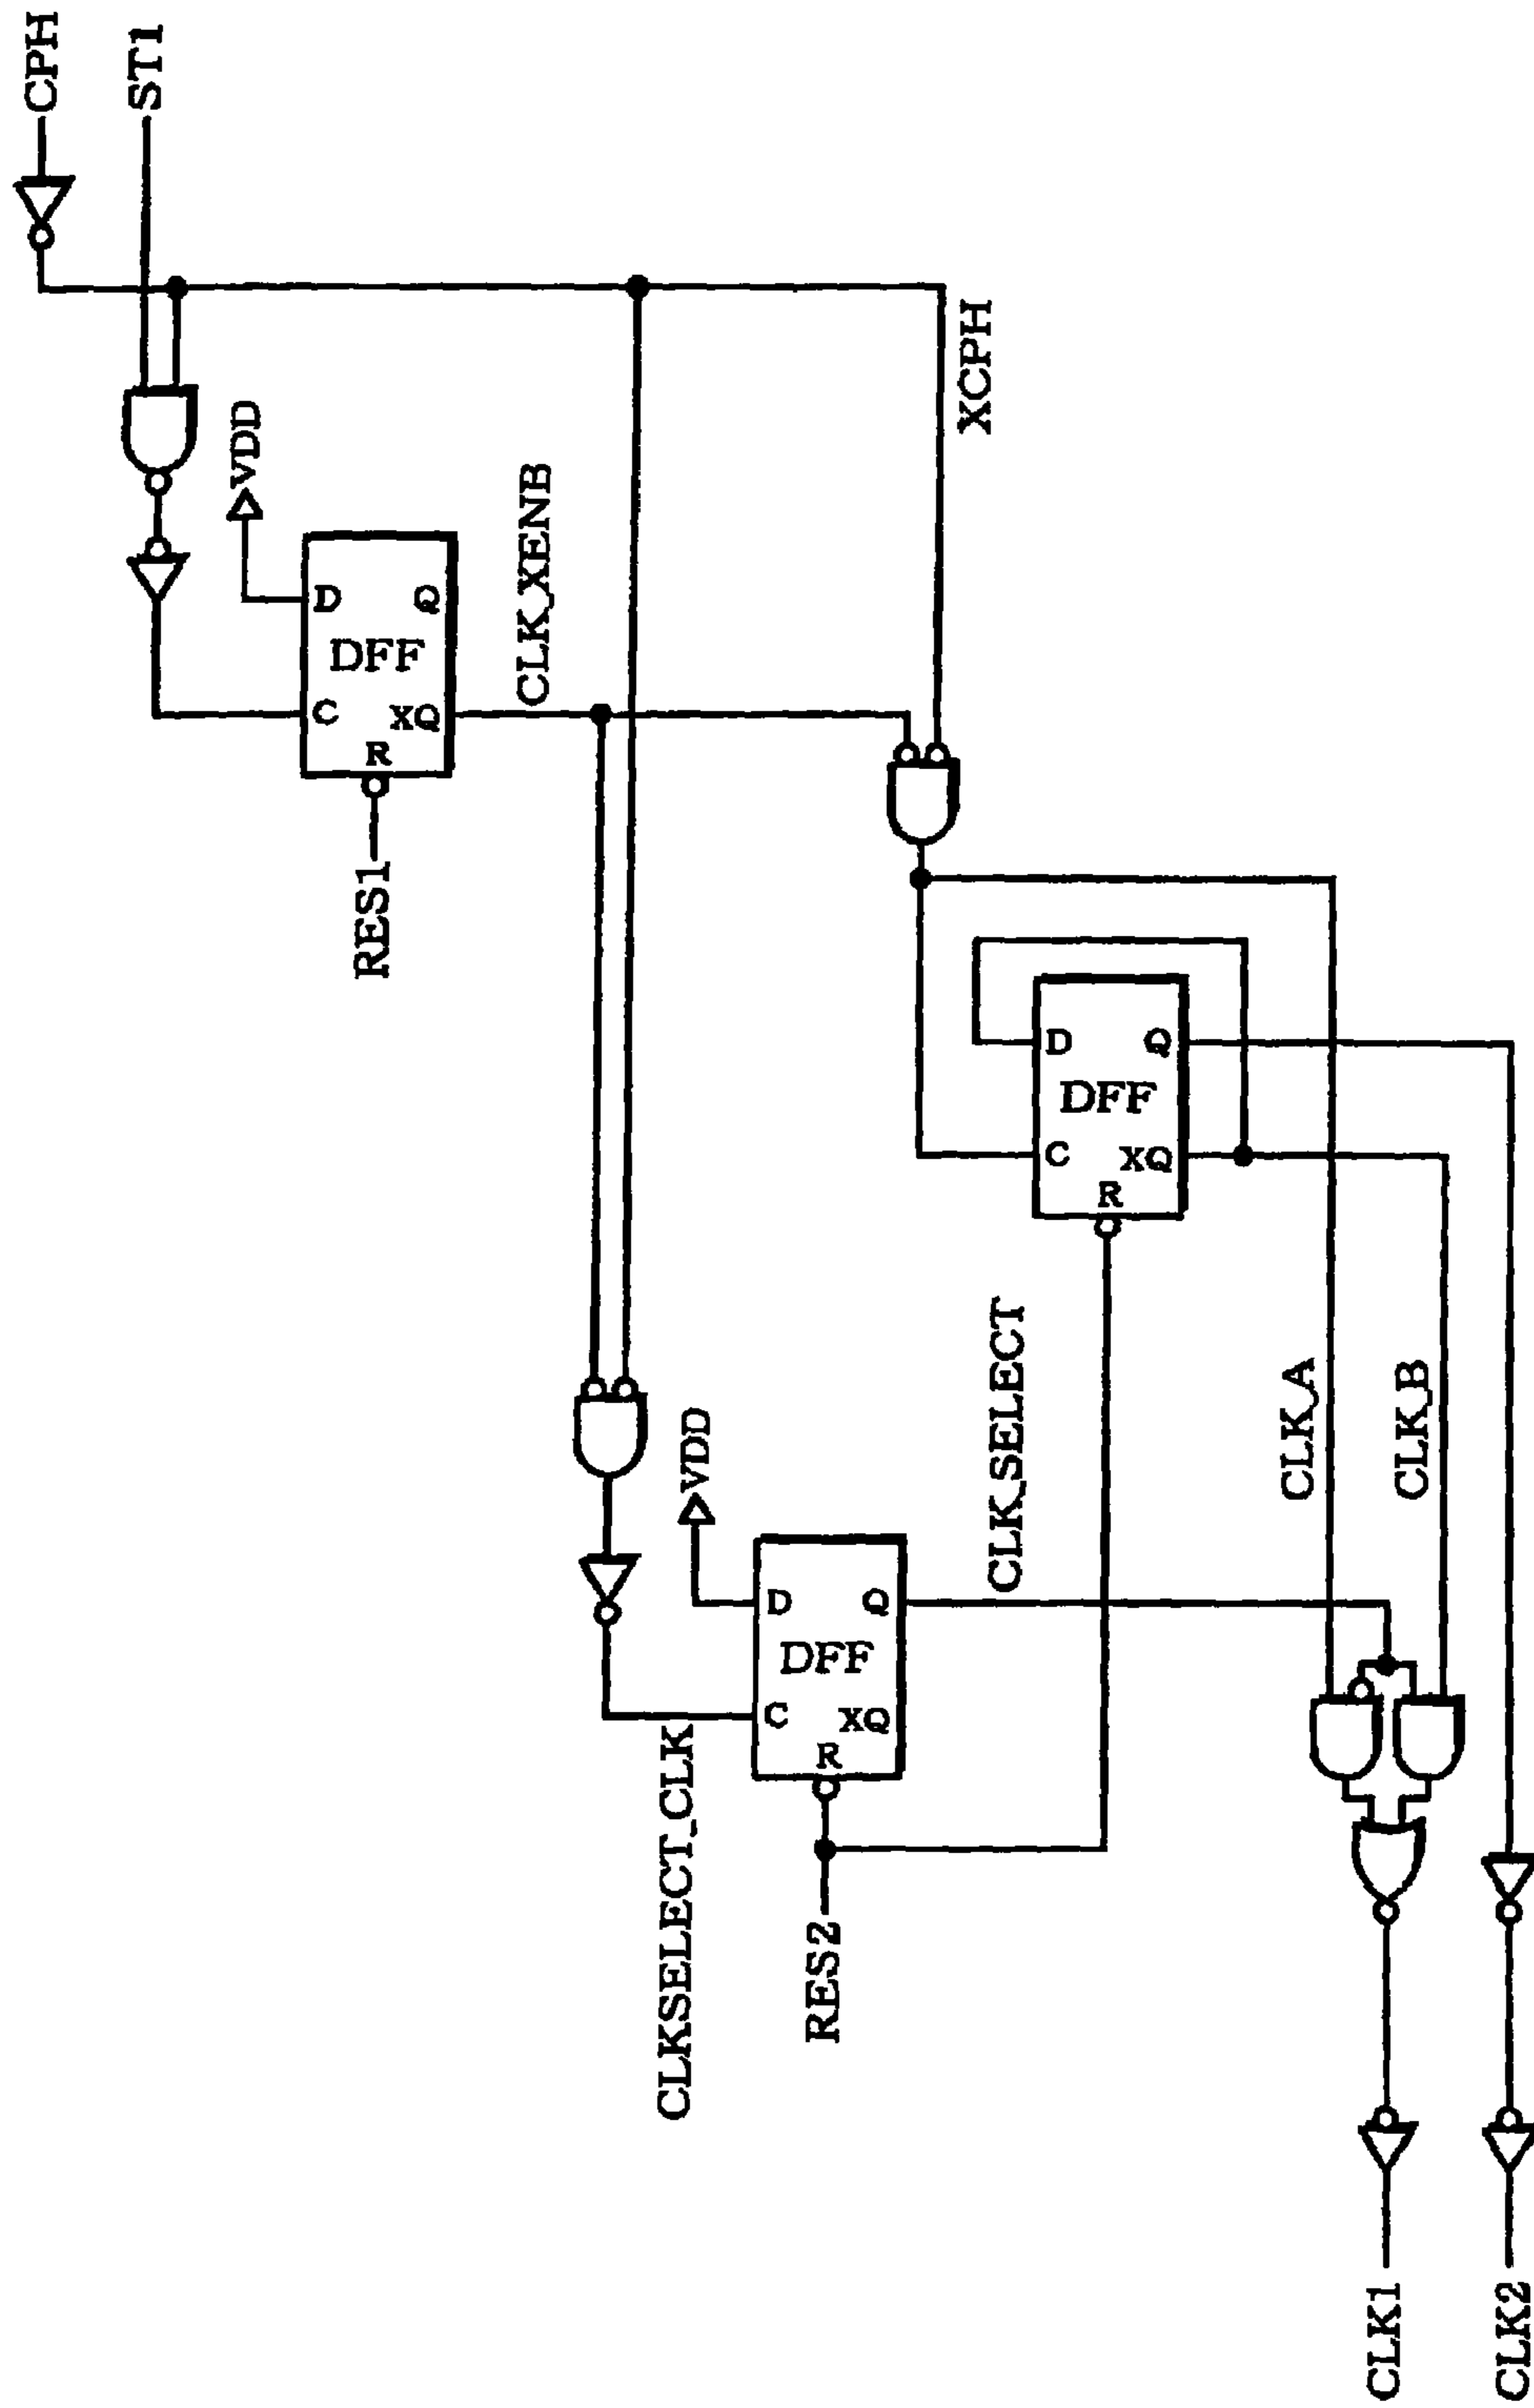 CPH
ST1
VDD
D
Q
DFF
C
XQ
R
RES1
CLK_XENB
XCPH
D
Q
DFF
C
XQ
R
VDD
D
Q
DFF
C
XQ
R
RES2
CLKSELECT_CLK
CLK_SELECT
CLK_A
CLK_B
CLK1
CLK2